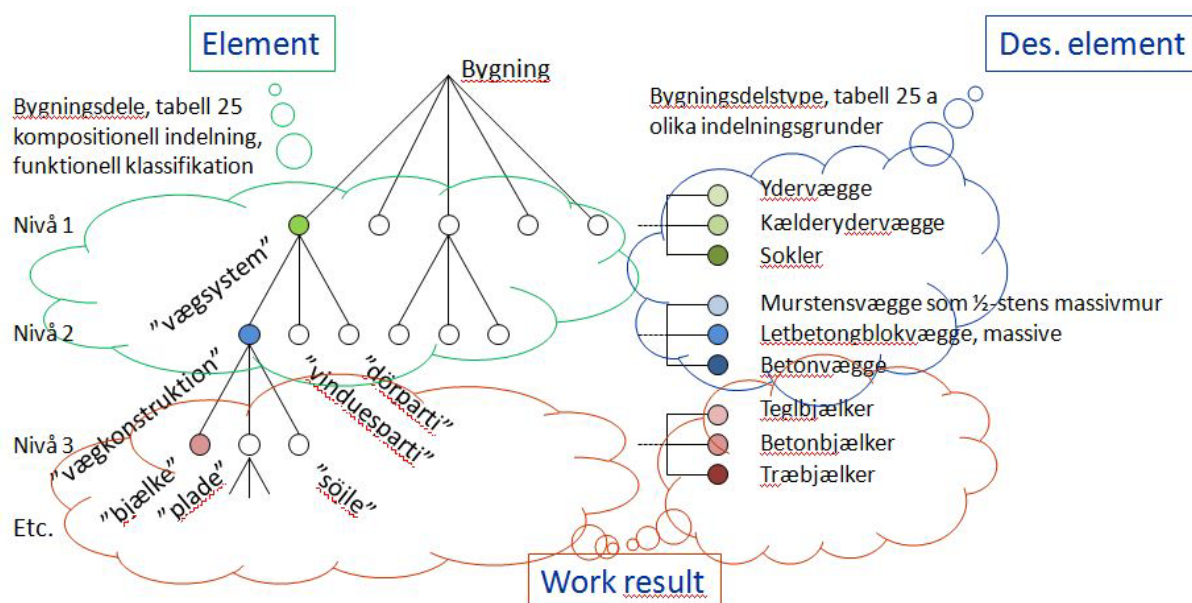 Element
Des. element
Bygning
Bygningsdele, tabell 25
kompositionell indelning,
funktionell klassifikation
Bygningsdelstype, tabell 25 a
olika indelningsgrunder
Nivå 1
”vægsystem”
Ydervægge
Kælderydervægge
Sokler
Nivå 2
”vægkonstruktion”
”vinduesparti”
”dörparti”
Murstensvægge som ½-stens massivmur
Letbetongblokvægge, massive
Betonvægge
Nivå 3
”bjælke”
”plade”
”söjle”
Teglbjælker
Betonbjælker
Træbjælker
Etc.
Work result